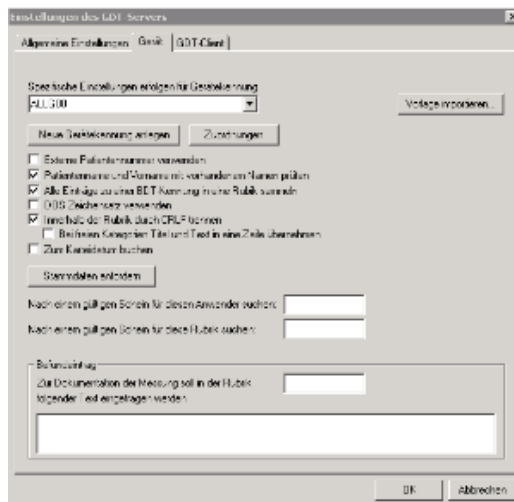 Einstellungen des GDT Servers
Allgemeine Einstellungen
Gerät
GDT-Client
Spezifische Einstellungen erfolgen für Gerätekennung
Vorlage importieren...
Neue Gerätekennung anlegen
Zuordnungen
Externe Patientennummer verwenden
Patientenname und Vorname mit vorhandenem Namen prüfen
Alle Einträge zu einer BDT-Kennung in eine Rubrik sammeln
DOS Zeichensatz verwenden
Innerhalb der Rubrik durch CRLF trennen
Bei freien Kategorien Titel und Text in eine Zeile übernehmen
Zum Karteidatum buchen
Stammdaten anfordern
Nach einem gültigen Schein für diesen Anwender suchen:
Nach einem gültigen Schein für diese Rubrik suchen:
Befundeintrag
Zur Dokumentation der Messung soll in der Rubrik
folgender Text eingetragen werden
OK
Abbrechen